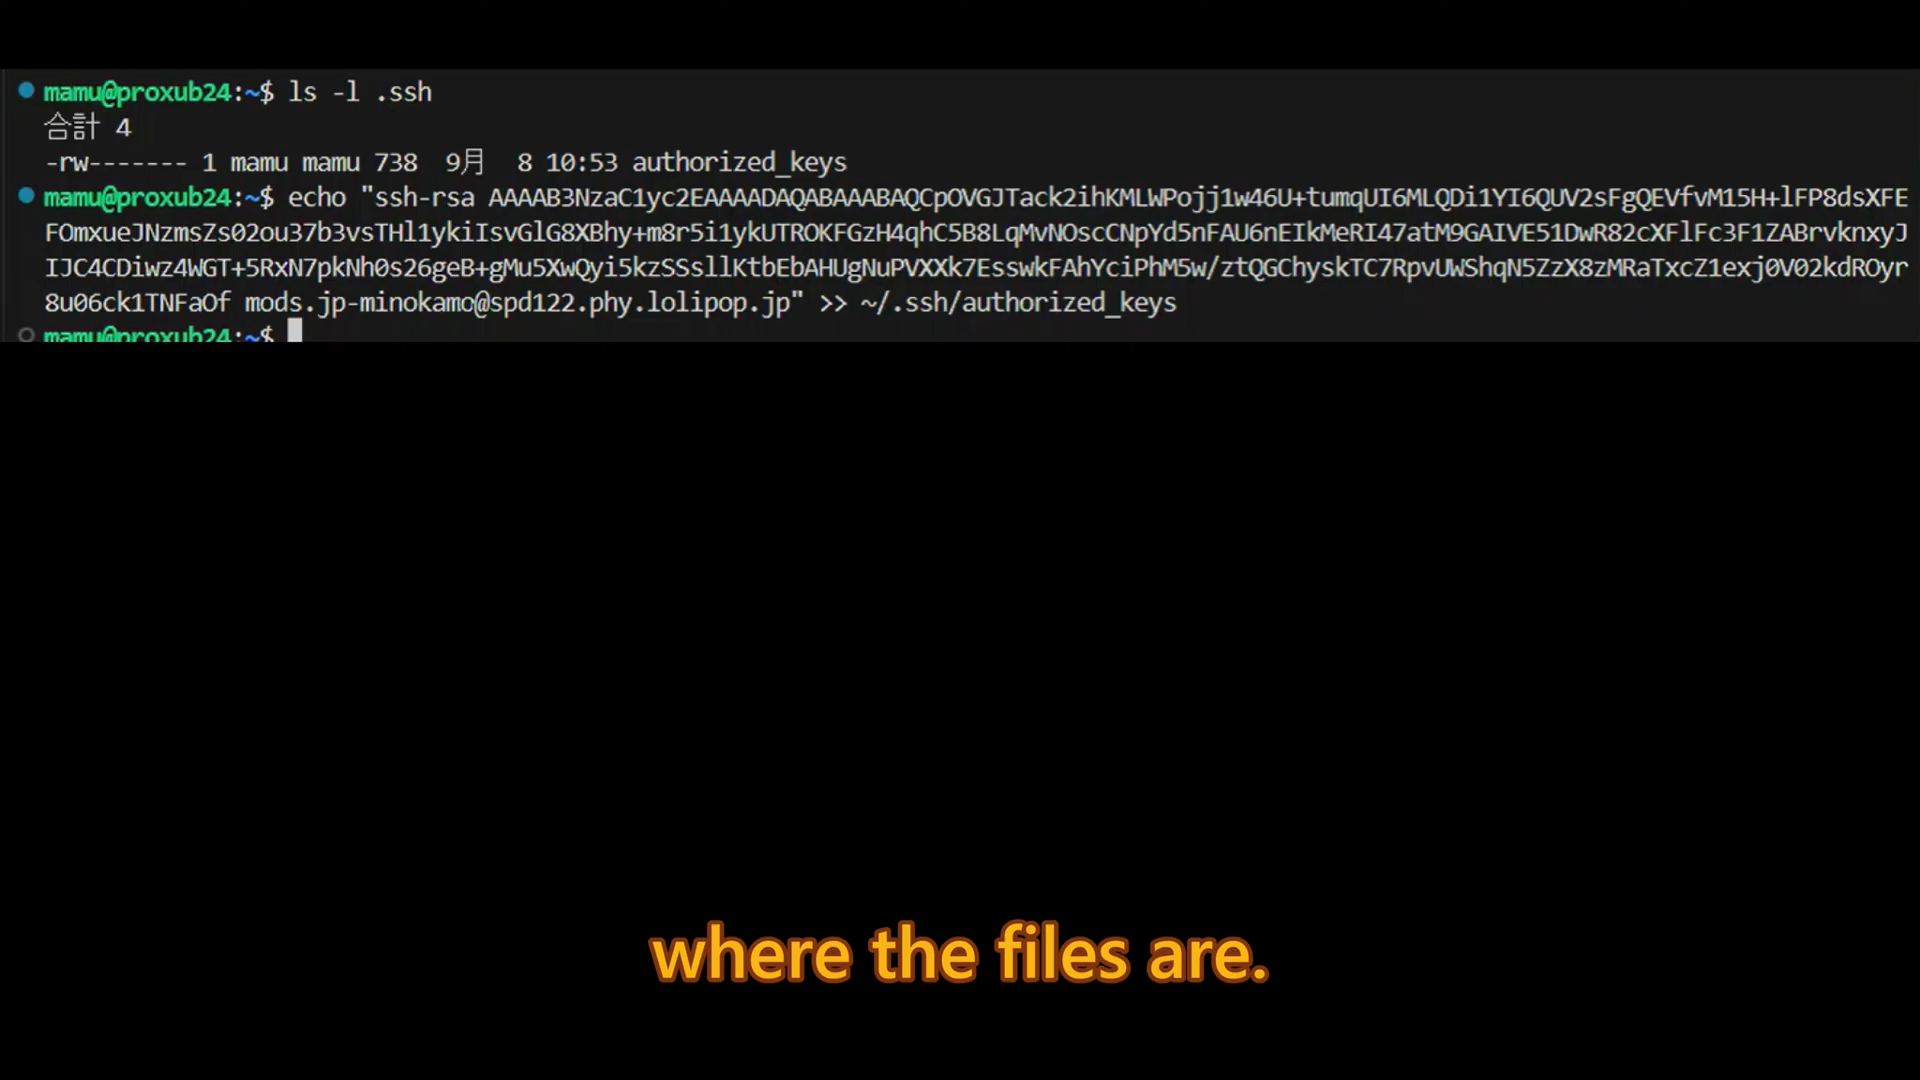 mamu@proxub24:~$ ls -l .ssh
合計 4
-rw------- 1 mamu mamu 738  9月  8 10:53 authorized_keys
mamu@proxub24:~$ echo "ssh-rsa AAAAB3NzaC1yc2EAAAADAQABAAABAQCpOVGJTack2ihKMLWPojj1w46U+tumqUI6MLQDi1YI6QUV2sFgQEVfvM15H+lFP8dsXFE
FOmxueJNzmsZs02ou37b3vsTHl1ykiIsvGlG8XBhy+m8r5i1ykUTROKFGzH4qhC5B8LqMvNOscCNpYd5nFAU6nEIkMeRI47atM9GAIVE51DwR82cXFlFc3F1ZABrvknxyJ
IJC4CDiwz4WGT+5RxN7pkNh0s26geB+gMu5XwQyi5kzSSsllKtbEbAHUgNuPVXXk7EsswkFAhYciPhM5w/ztQGChyskTC7RpvUWShqN5ZzX8zMRaTxcZ1exj0V02kdROyr
8u06ck1TNFaOf mods.jp-minokamo@spd122.phy.lolipop.jp" >> ~/.ssh/authorized_keys
mamu@proxub24:~$
where the files are.